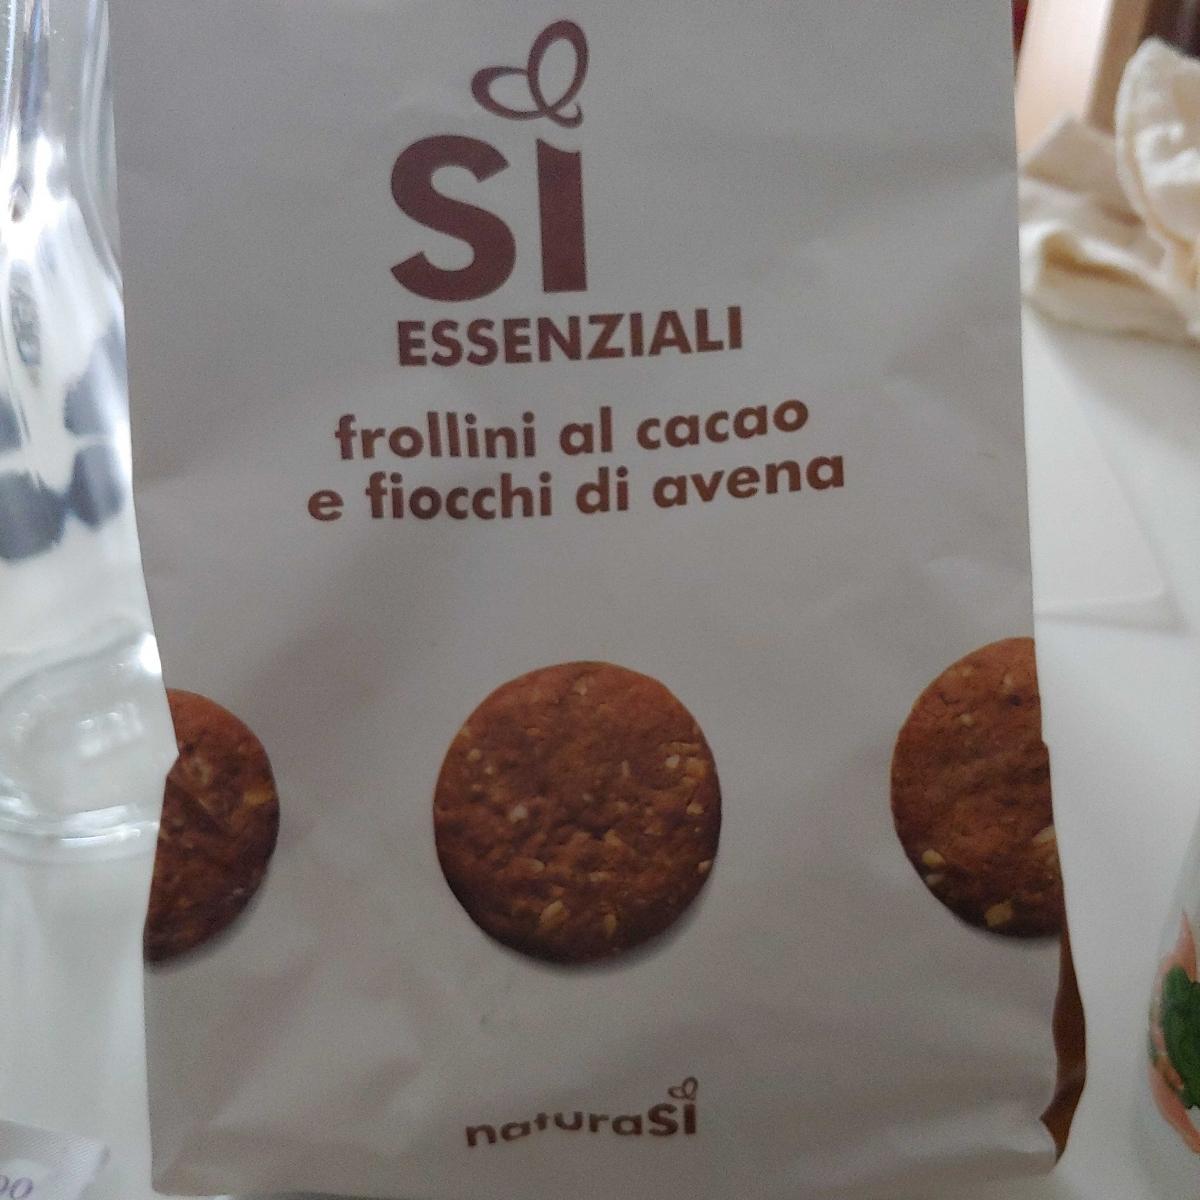 sì
ESSENZIALI
frollini al cacao
e fiocchi di avena
naturasì